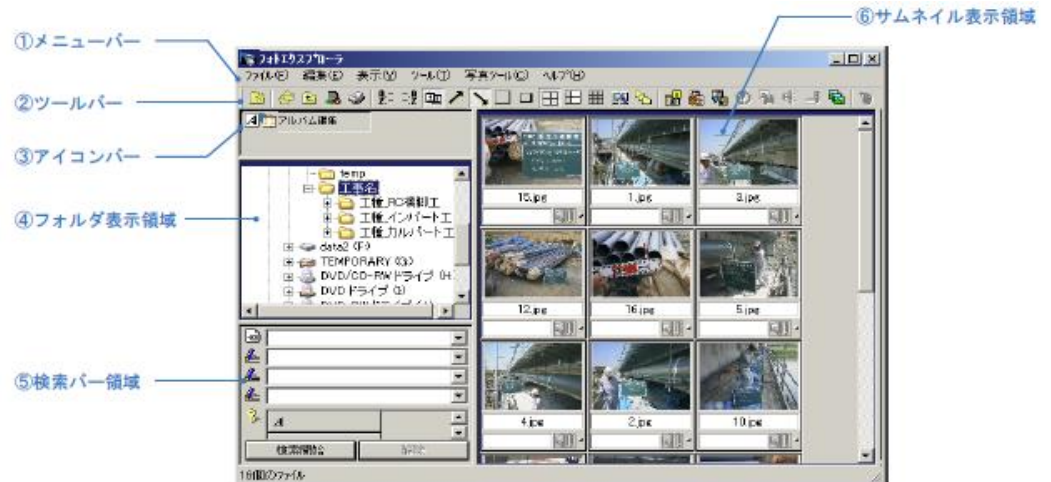 ⑥サムネイル表示領域
①メニューバー
フォトエクスプローラ
ファイル(F) 編集(E) 表示(V) ツール(T) 写真ツール(C) ヘルプ(H)
②ツールバー
アルバム編集
③アイコンバー
temp
工事名
工種_RC橋脚工
工種_インバート工
工種_カルバート工
④フォルダ表示領域
data2 (F:)
TEMPORARY (G:)
DVD/CD-RWドライブ (H
DVDドライブ (I:)
15.jpg
1.jpg
3.jpg
12.jpg
16.jpg
5.jpg
⑤検索バー領域
4.jpg
2.jpg
10.jpg
検索開始
16個のファイル